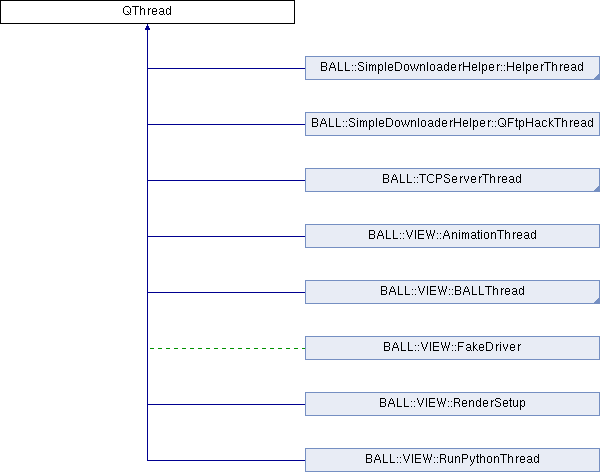 QThread
BALL::SimpleDownloaderHelper::HelperThread
BALL::SimpleDownloaderHelper::QFtpHackThread
BALL::TCPServerThread
BALL::VIEW::AnimationThread
BALL::VIEW::BALLThread
BALL::VIEW::FakeDriver
BALL::VIEW::RenderSetup
BALL::VIEW::RunPythonThread